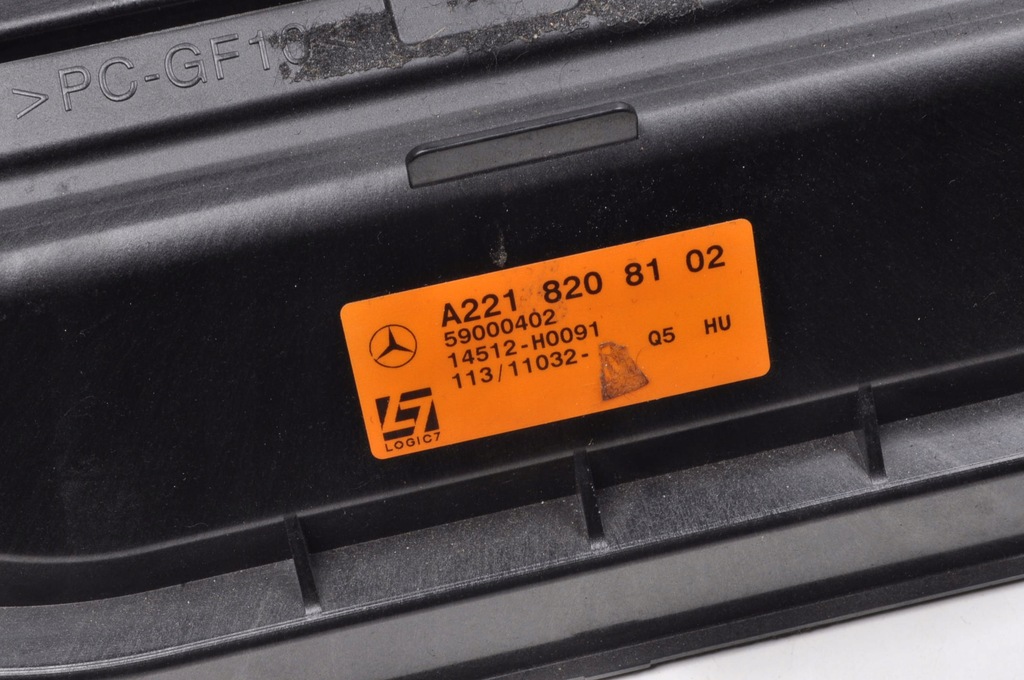 >PC-GF10
A221 820 81 02
59000402
14512-H0091 Q5 HU
113/11032-
LOGIC7